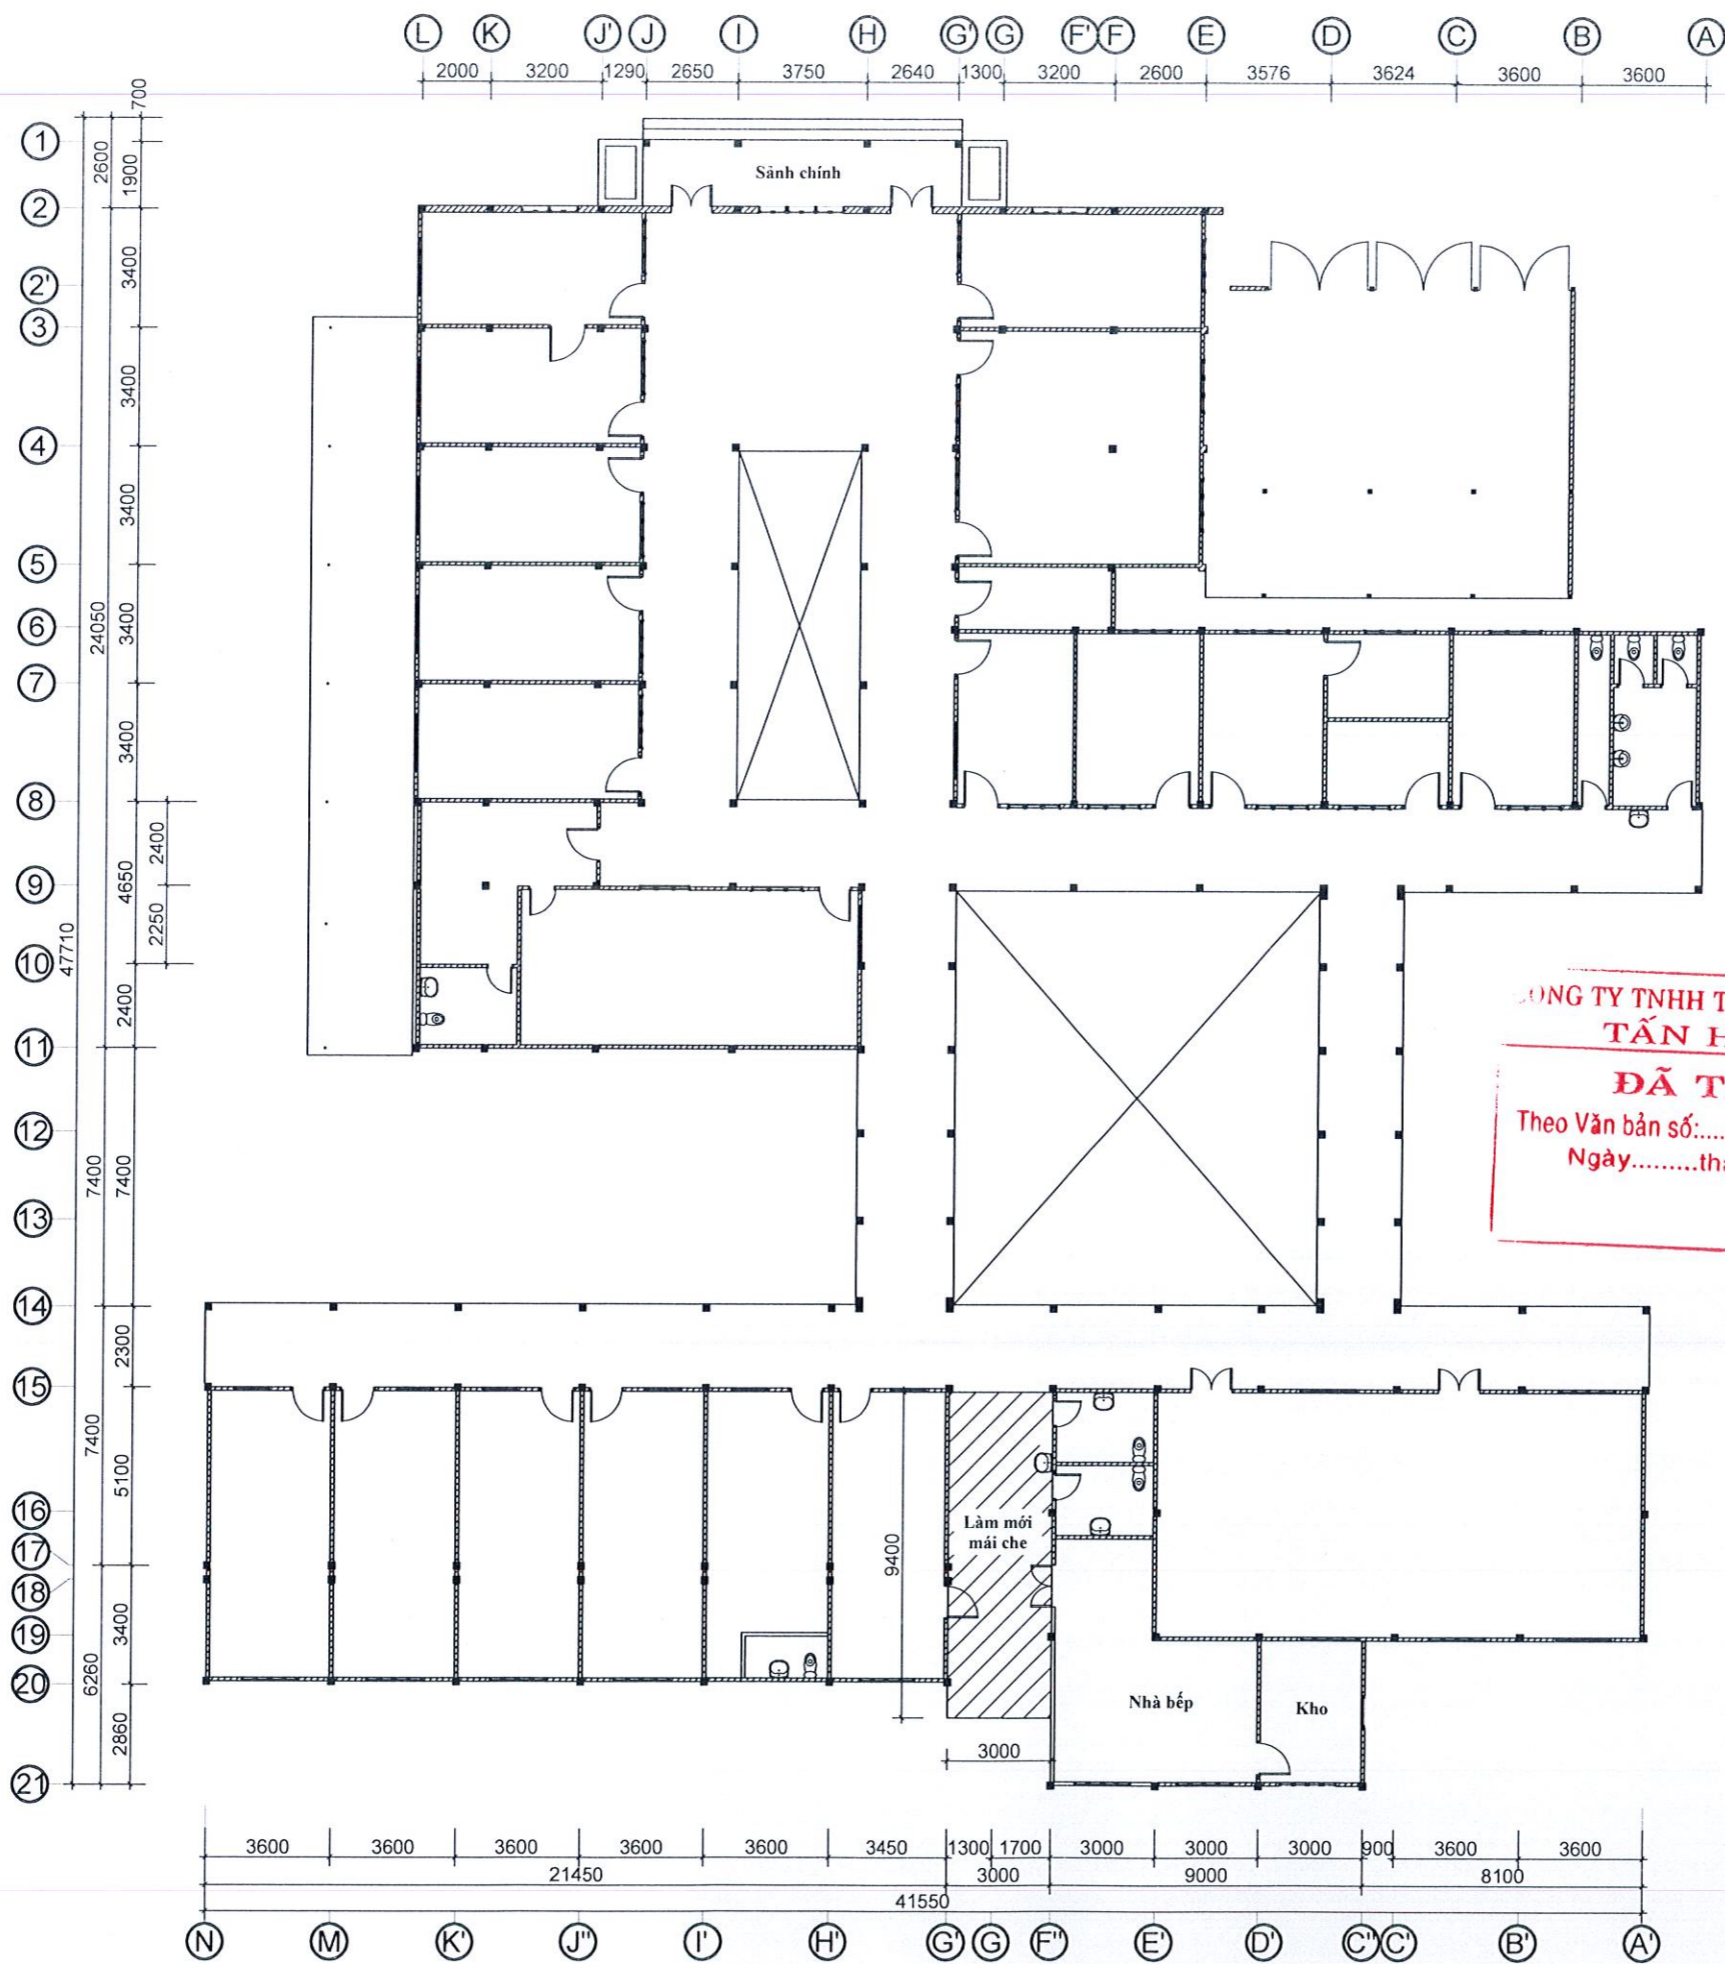 L K J' J I H G' G F' F E D C B A
2000 3200 1290 2650 3750 2640 1300 3200 2600 3576 3624 3600 3600
700
1
2600 1900
Sảnh chính
2
3400
2'
3
3400
4
3400
5
24050 3400
6
7
3400
8
2400
4650
9
2250
47710
10
2400
11
12
7400 7400
13
14
2300
15
7400
5100
16
17
18
3400
19
6260
20
2860
21
CÔNG TY TNHH T
TẤN H
ĐÃ T
Theo Văn bản số:.....
Ngày.........thá
Làm mới
mái che
9400
3000
Nhà bếp
Kho
3600 3600 3600 3600 3600 3450 1300 1700 3000 3000 3000 900 3600 3600
21450 3000 9000 8100
41550
N M K' J" I' H' G' G F" E' D' C" C' B' A'